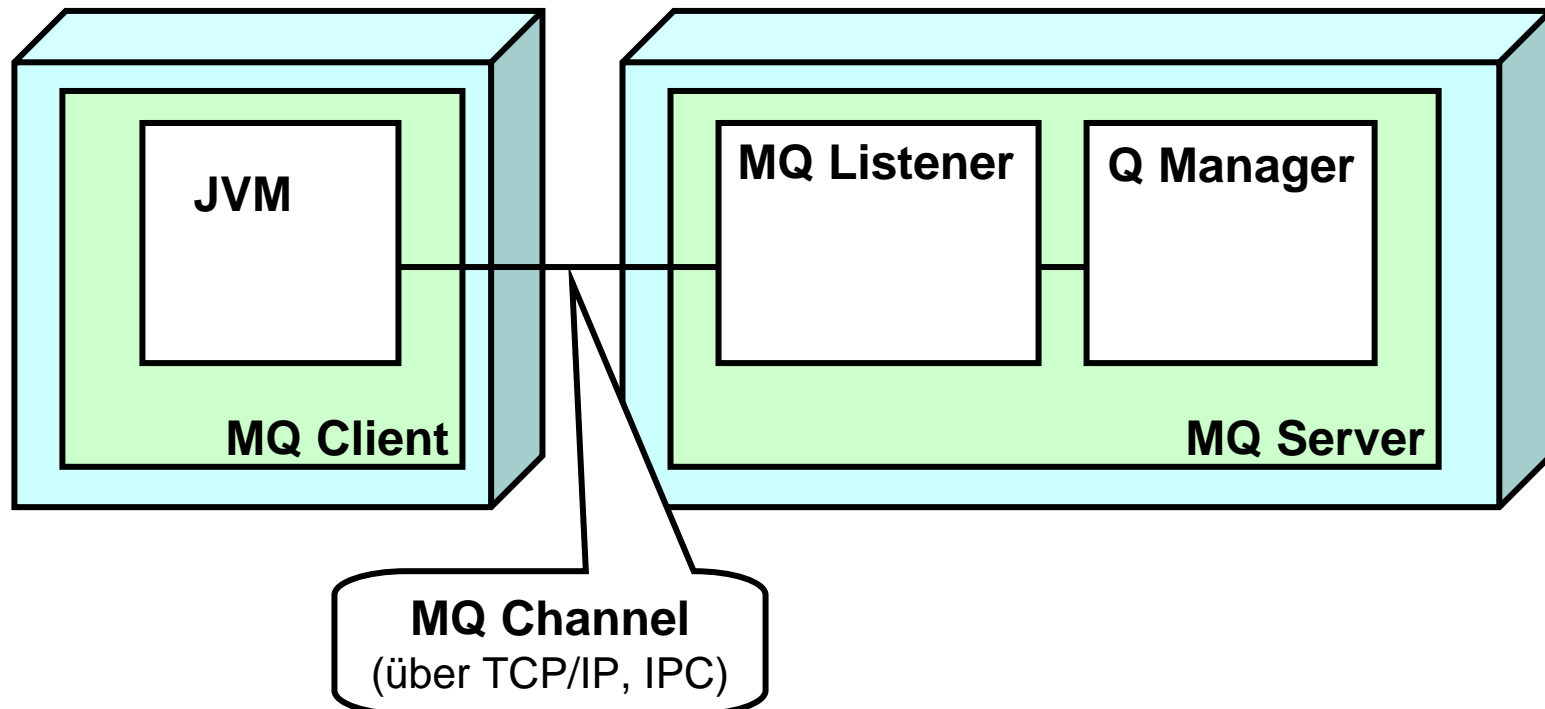 JVM
MQ Client
MQ Listener
Q Manager
MQ Server
MQ Channel
(über TCP/IP, IPC)